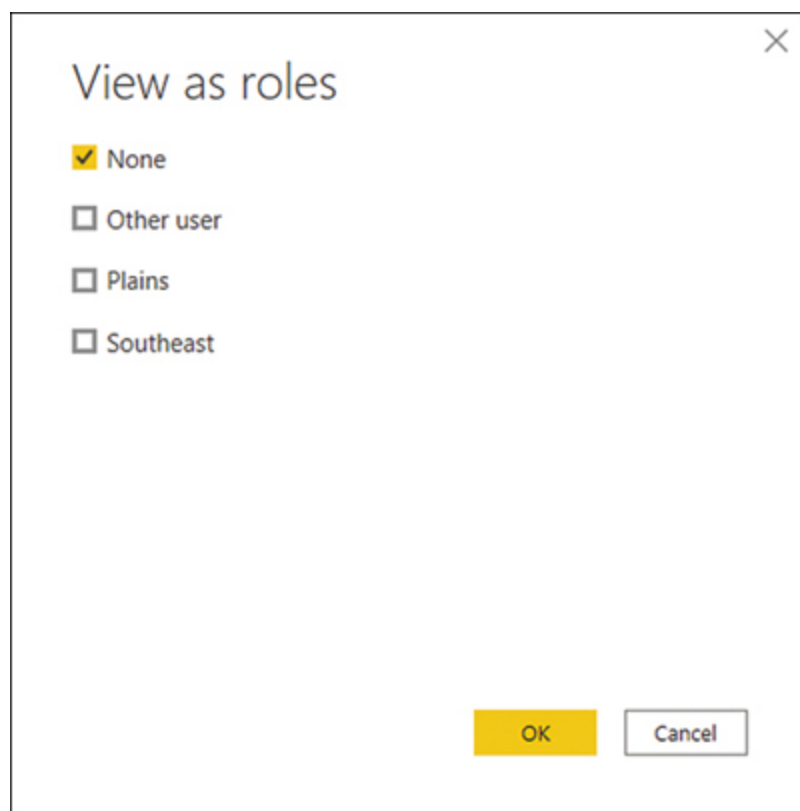 View as roles
None
Other user
Plains
Southeast
OK
Cancel